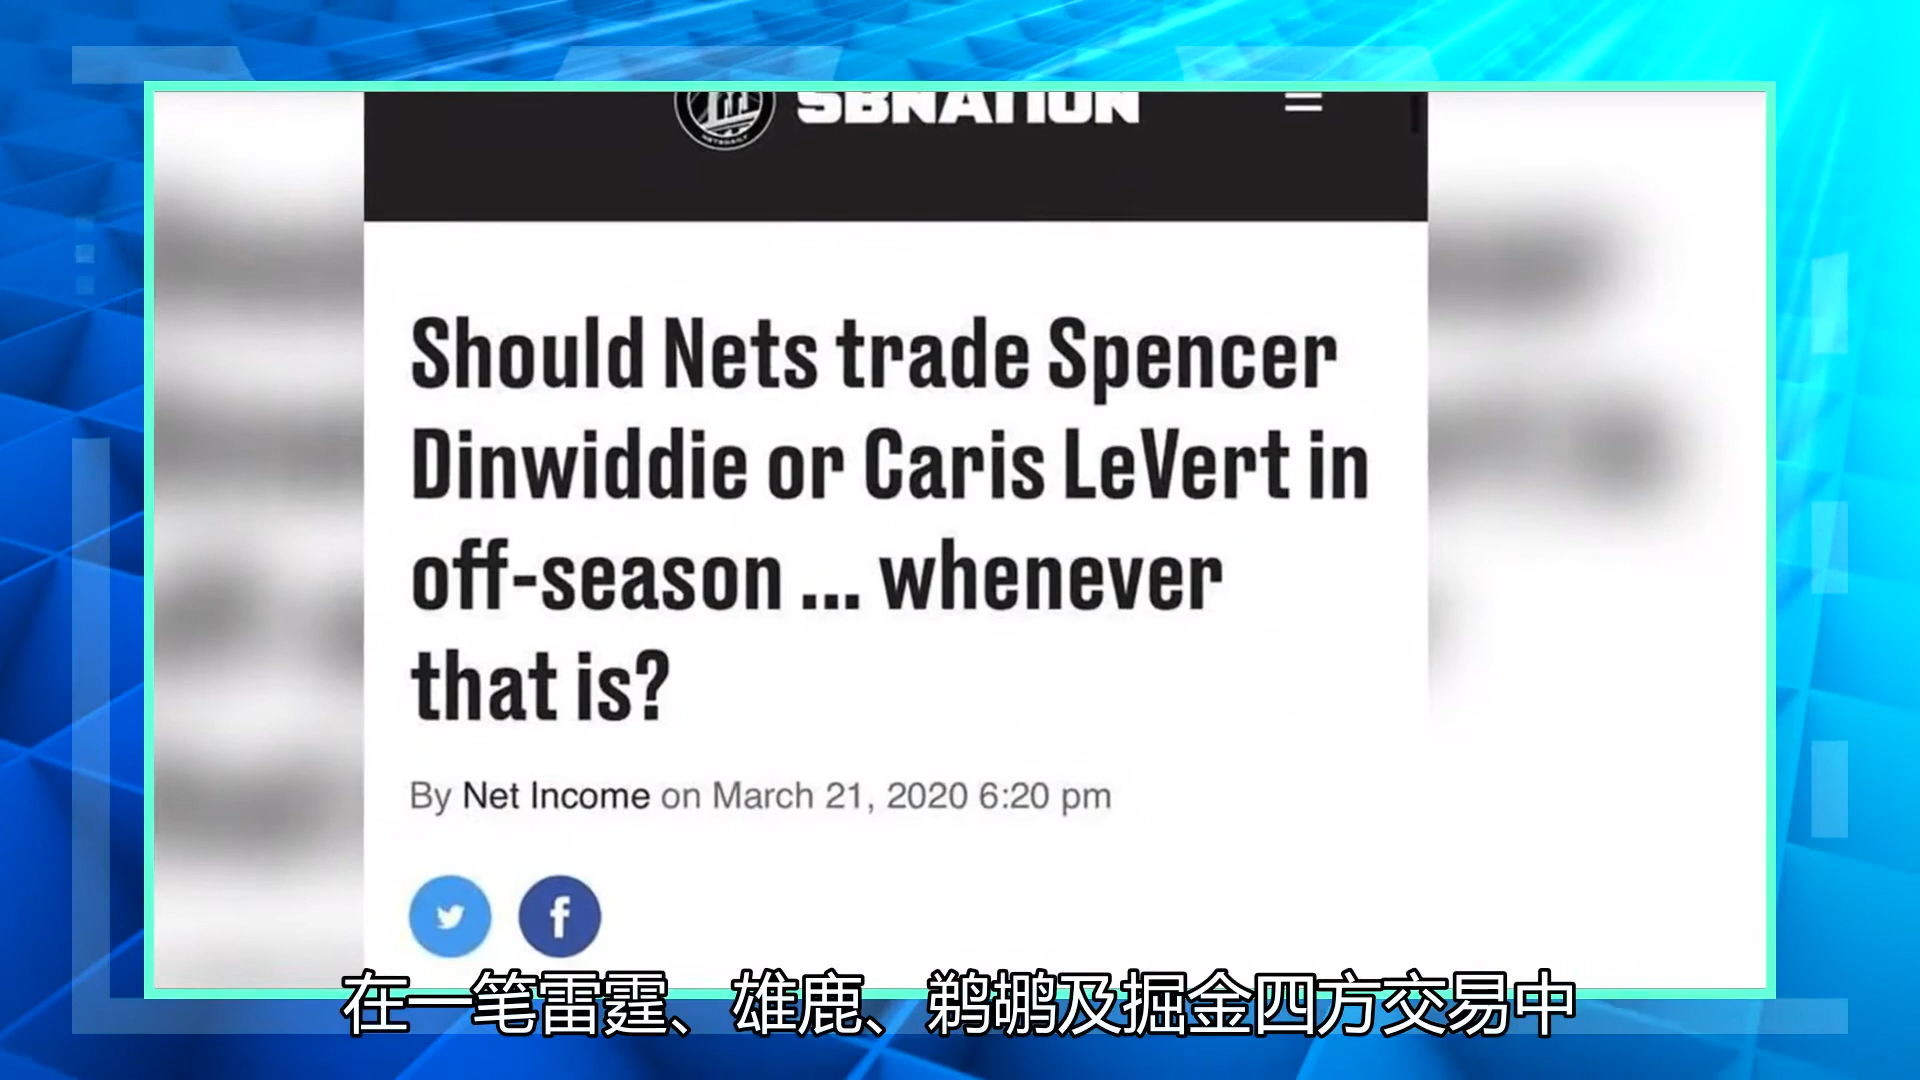 SBNATION
Should Nets trade Spencer
Dinwiddie or Caris LeVert in
off-season ... whenever
that is?
By Net Income on March 21, 2020 6:20 pm
在一笔雷霆、雄鹿、鹈鹕及掘金四方交易中